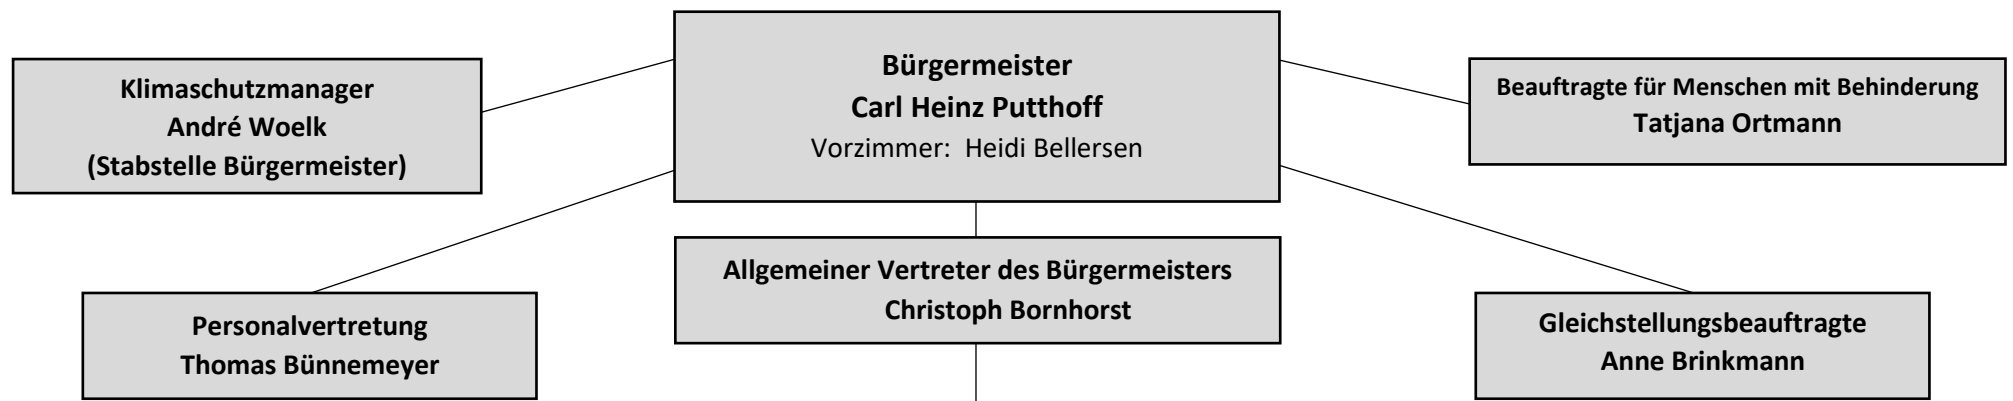 Bürgermeister
Carl Heinz Putthoff
Vorzimmer: Heidi Bellersen
Klimaschutzmanager
André Woelk
(Stabstelle Bürgermeister)
Beauftragte für Menschen mit Behinderung
Tatjana Ortmann
Allgemeiner Vertreter des Bürgermeisters
Christoph Bornhorst
Personalvertretung
Thomas Bünnemeyer
Gleichstellungsbeauftragte
Anne Brinkmann